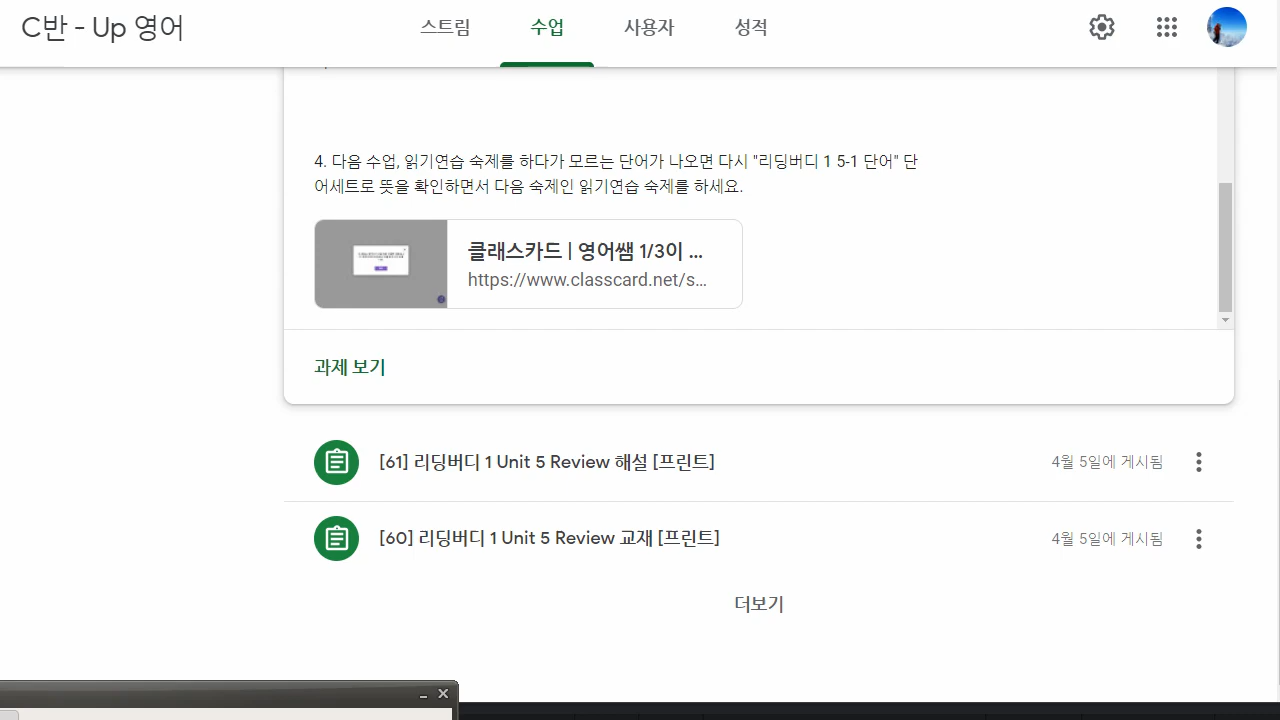 C반 - Up 영어
스트림
수업
사용자
성적
4. 다음 수업, 읽기연습 숙제를 하다가 모르는 단어가 나오면 다시 "리딩버디 1 5-1 단어" 단
어세트로 뜻을 확인하면서 다음 숙제인 읽기연습 숙제를 하세요.
클래스카드 | 영어쌤 1/3이 ...
https://www.classcard.net/s...
과제 보기
[61] 리딩버디 1 Unit 5 Review 해설 [프린트]
4월 5일에 게시됨
[60] 리딩버디 1 Unit 5 Review 교재 [프린트]
4월 5일에 게시됨
더보기